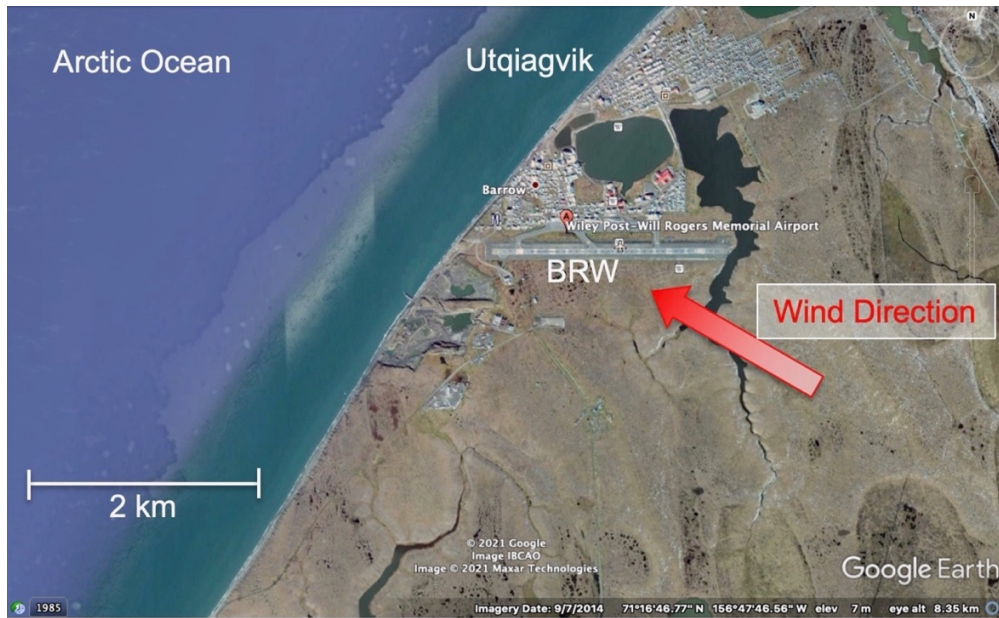 N
Arctic Ocean
Utqiagvik
Barrow
A
Wiley Post-Will Rogers Memorial Airport
BRW
Wind Direction
2 km
© 2021 Google
Image IBCAO
Image © 2021 Maxar Technologies
Google Earth
1985
Imagery Date: 9/7/2014 71°16'46.77" N 156°47'46.56" W elev 7 m eye alt 8.35 km